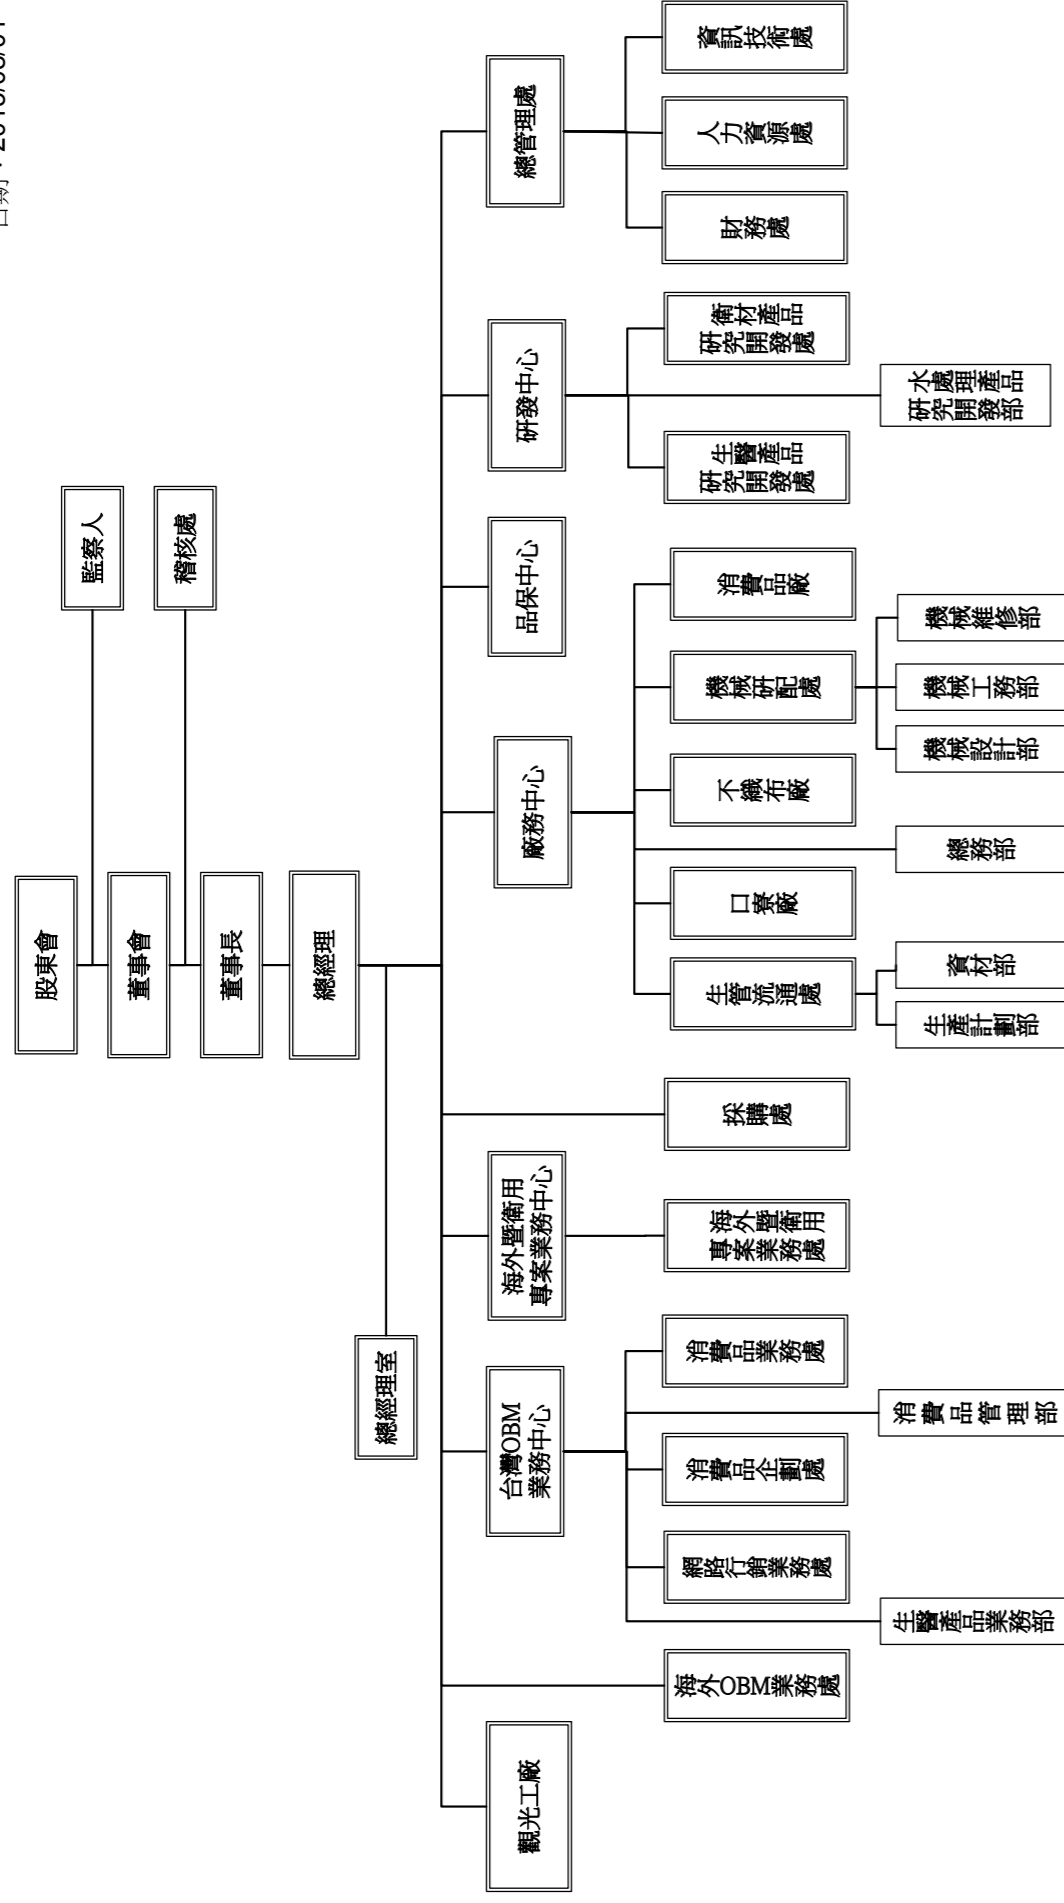 股東會
監察人
董事會
稽核處
董事長
總經理
總經理室
觀光工廠
海外OBM業務處
台灣OBM
業務中心
生醫產品業務部
網路行銷業務處
消費品企劃處
消費品管理部
消費品業務處
海外暨衛用
專案業務中心
海外暨衛用
專案業務處
採購處
廠務中心
生管流通處
生產計劃部
資材部
口寮廠
總務部
不織布廠
機械研配處
機械設計部
機械工務部
機械維修部
消費品廠
品保中心
研發中心
生醫產品
研究開發處
水處理產品
研究開發部
衛材產品
研究開發處
總管理處
財務處
人力資源處
資訊技術處